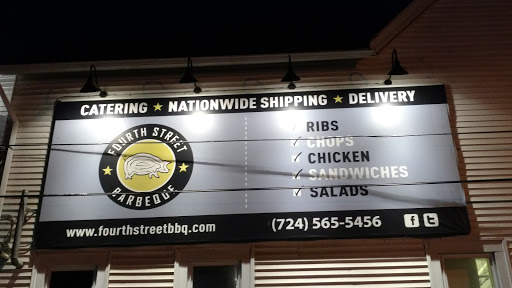 CATERING ★ NATIONWIDE SHIPPING ★ DELIVERY
FOURTH STREET
BARBEQUE
✓ RIBS
✓ CHOPS
✓ CHICKEN
✓ SANDWICHES
✓ SALADS
www.fourthstreetbbq.com
(724) 565-5456
f t